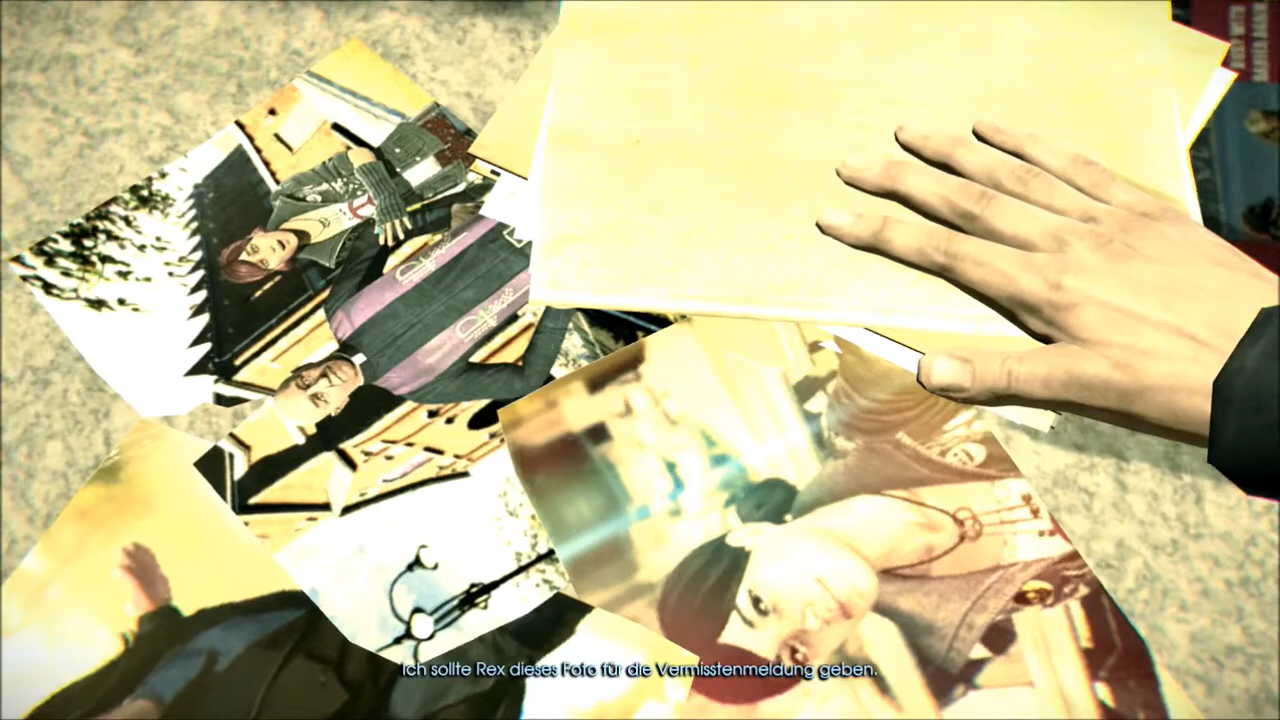 Ich sollte Rex dieses Foto für die Vermisstenmeldung geben.